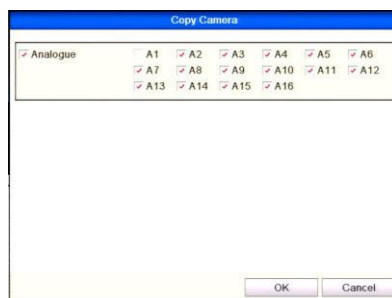 Copy Camera
Analogue A1 A2 A3 A4 A5 A6
A7 A8 A9 A10 A11 A12
A13 A14 A15 A16
OK Cancel